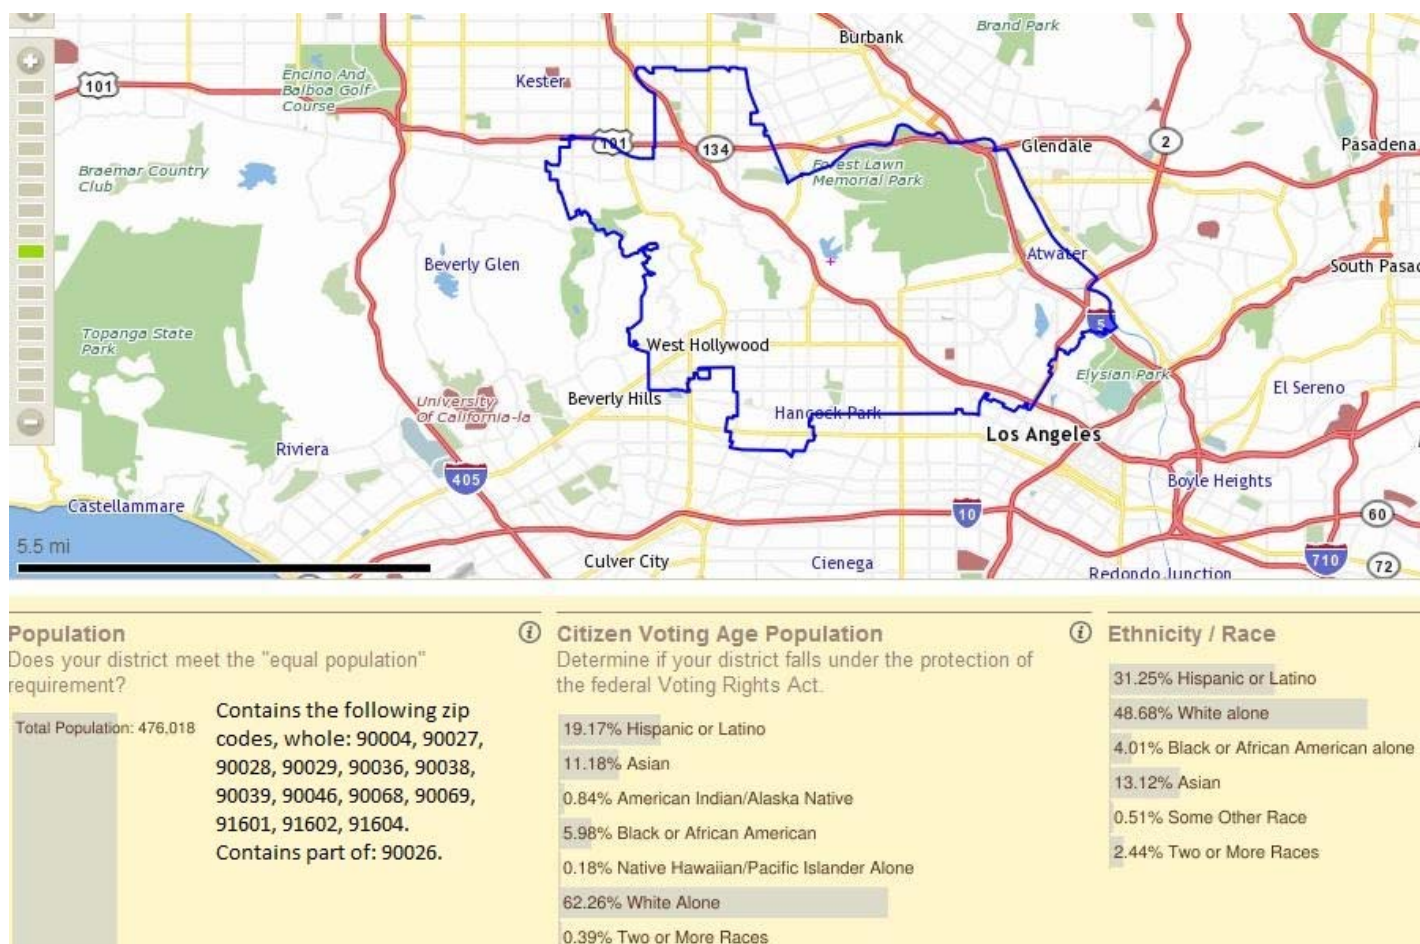 Burbank
Brand Park
101
Encino And
Balboa Golf
Course
Kester
101
134
2
Glendale
Pasadena
Braemar Country
Club
Forest Lawn
Memorial Park
Beverly Glen
Atwater
South Pasac
Topanga State
Park
West Hollywood
5
Elysian Park
Beverly Hills
University
Of California-la
Hancock Park
El Sereno
Los Angeles
Riviera
405
Boyle Heights
Castellammare
10
60
5.5 mi
Culver City
Cienega
Redondo Junction
710
72
Population
Does your district meet the "equal population"
requirement?
Total Population: 476,018
Contains the following zip
codes, whole: 90004, 90027,
90028, 90029, 90036, 90038,
90039, 90046, 90068, 90069,
91601, 91602, 91604.
Contains part of: 90026.
Citizen Voting Age Population
Determine if your district falls under the protection of
the federal Voting Rights Act.
19.17% Hispanic or Latino
11.18% Asian
0.84% American Indian/Alaska Native
5.98% Black or African American
0.18% Native Hawaiian/Pacific Islander Alone
62.26% White Alone
0.39% Two or More Races
Ethnicity / Race
31.25% Hispanic or Latino
48.68% White alone
4.01% Black or African American alone
13.12% Asian
0.51% Some Other Race
2.44% Two or More Races